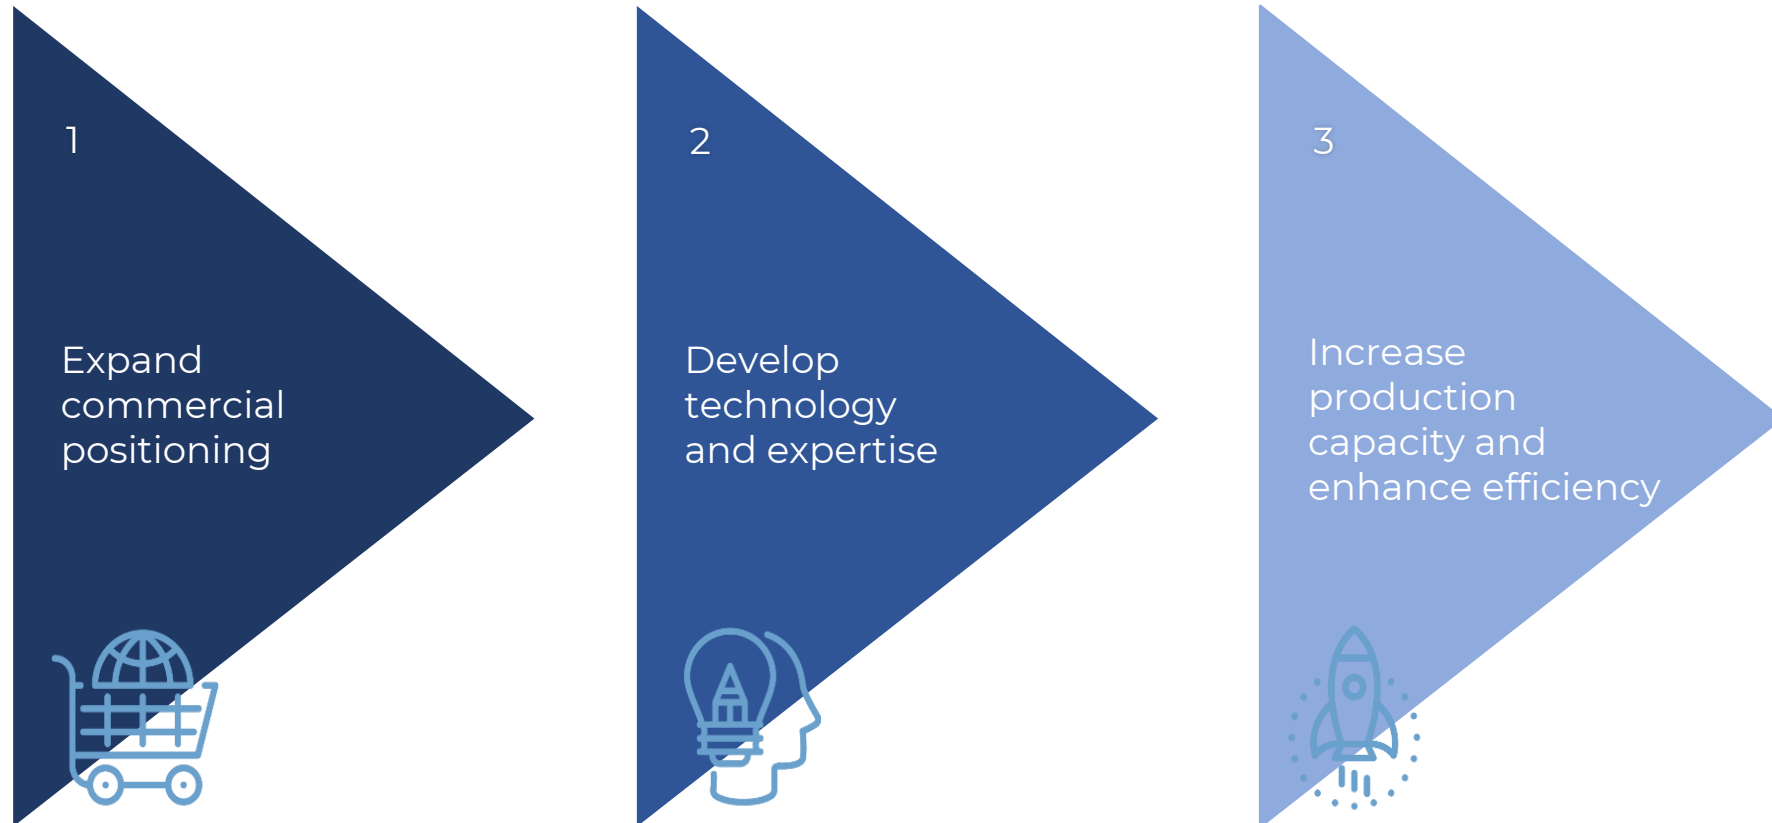 1
Expand
commercial
positioning
2
Develop
technology
and expertise
3
Increase
production
capacity and
enhance efficiency